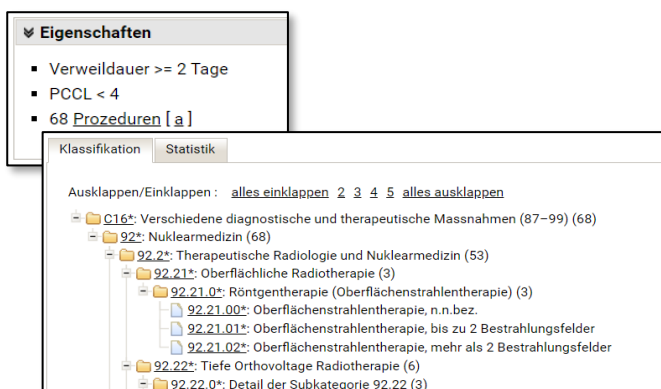 Eigenschaften
Verweildauer >= 2 Tage
PCCL < 4
68 Prozeduren [ a ]
Klassifikation Statistik
Ausklappen/Einklappen : alles einklappen 2 3 4 5 alles ausklappen
C16*: Verschiedene diagnostische und therapeutische Massnahmen (87–99) (68)
92*: Nuklearmedizin (68)
92.2*: Therapeutische Radiologie und Nuklearmedizin (53)
92.21*: Oberflächliche Radiotherapie (3)
92.21.0*: Röntgentherapie (Oberflächenstrahlentherapie) (3)
92.21.00*: Oberflächenstrahlentherapie, n.n.bez.
92.21.01*: Oberflächenstrahlentherapie, bis zu 2 Bestrahlungsfelder
92.21.02*: Oberflächenstrahlentherapie, mehr als 2 Bestrahlungsfelder
92.22*: Tiefe Orthovoltage Radiotherapie (6)
92.22.0*: Detail der Subkategorie 92.22 (3)